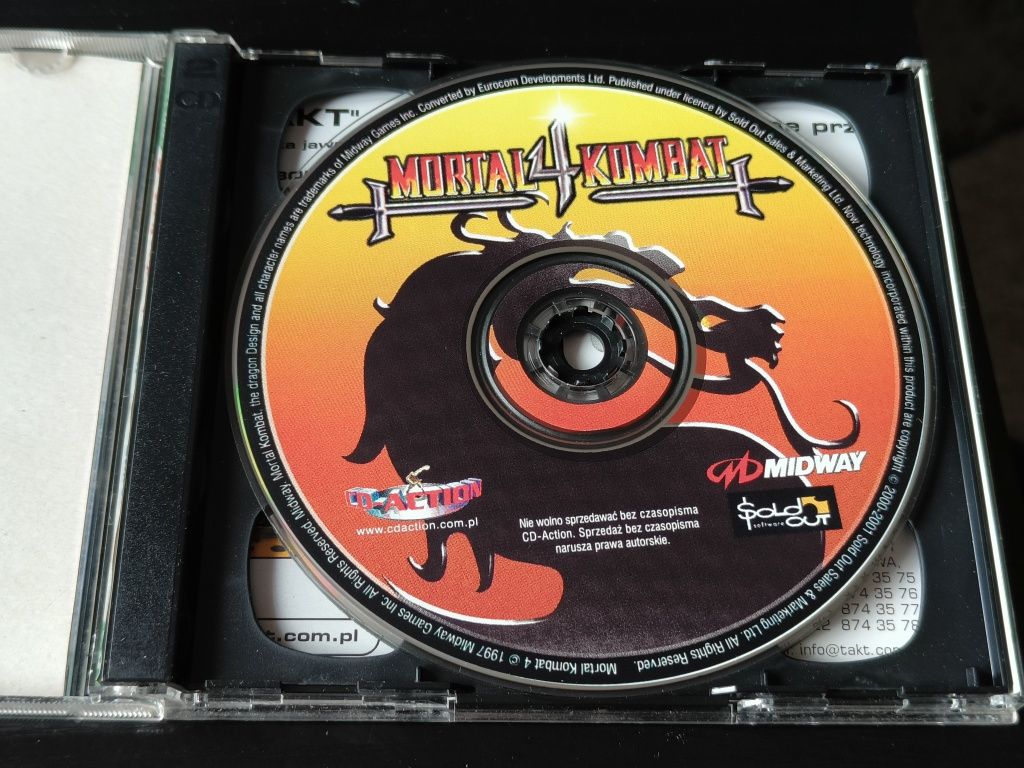 CD
AKT"
MORTAL 4 KOMBAT
Mortal Kombat 4 © 1997 Midway Games Inc. All Rights Reserved Midway, Mortal Kombat, the dragon Design and all character names are trademarks of Midway Games Inc. Converted by Eurocom Developments Ltd. Published under licence by Sold Out Sales & Marketing Ltd. Now technology incorporated within this product are copyright © 2000-2001 Sold Out Sales & Marketing Ltd. All Rights Reserved.
MIDWAY
CD-ACTION
www.cdaction.com.pl
Nie wolno sprzedawać bez czasopisma
CD-Action. Sprzedaż bez czasopisma
narusza prawa autorskie.
Sold
software OUT
35 75
35 76
874 35 77
874 35 78
.com.pl
info@takt.com